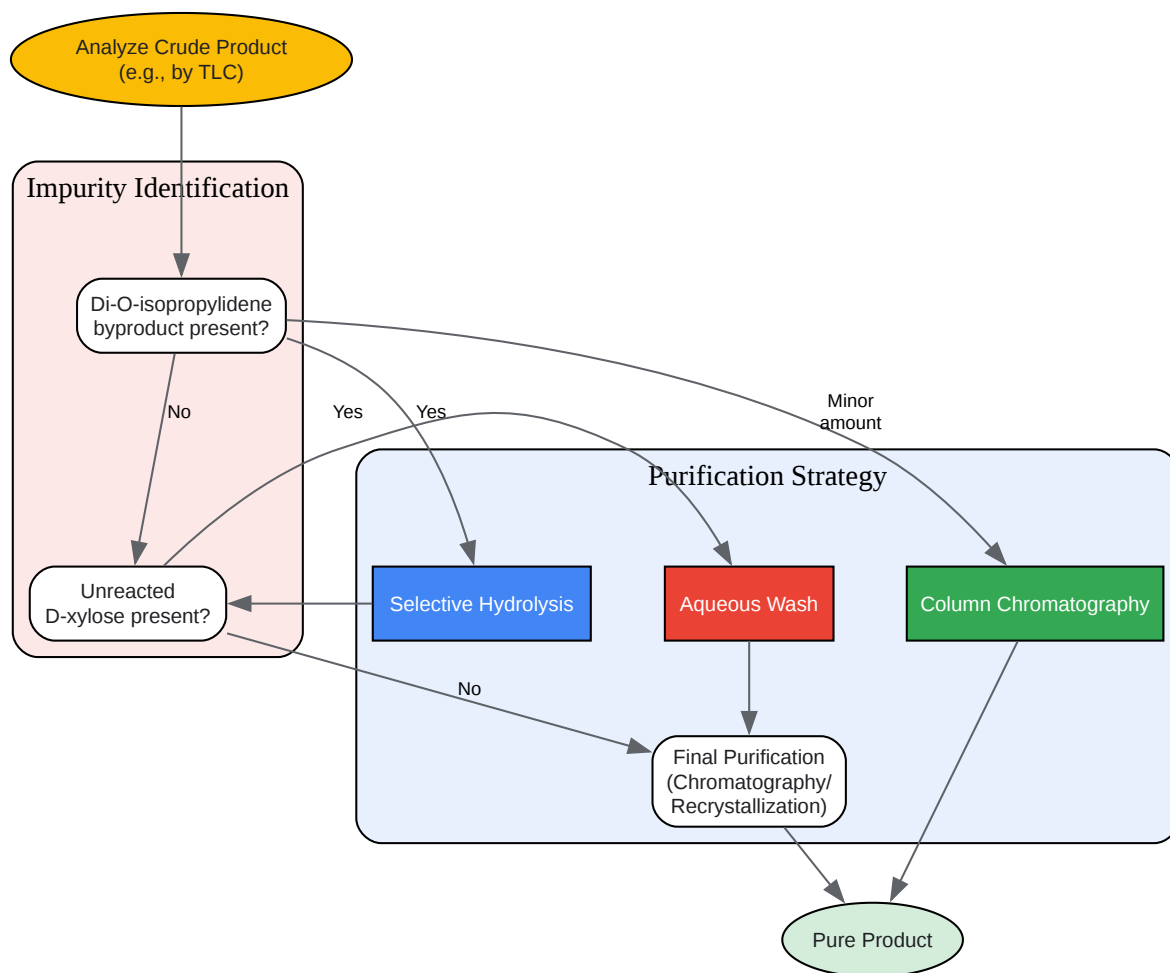 Analyze Crude Product
(e.g., by TLC)
Impurity Identification
Di-O-isopropylidene
byproduct present?
No
Yes
Yes
Minor
amount
Purification Strategy
Unreacted
D-xylose present?
Selective Hydrolysis
Aqueous Wash
Column Chromatography
No
Final Purification
(Chromatography/
Recrystallization)
Pure Product